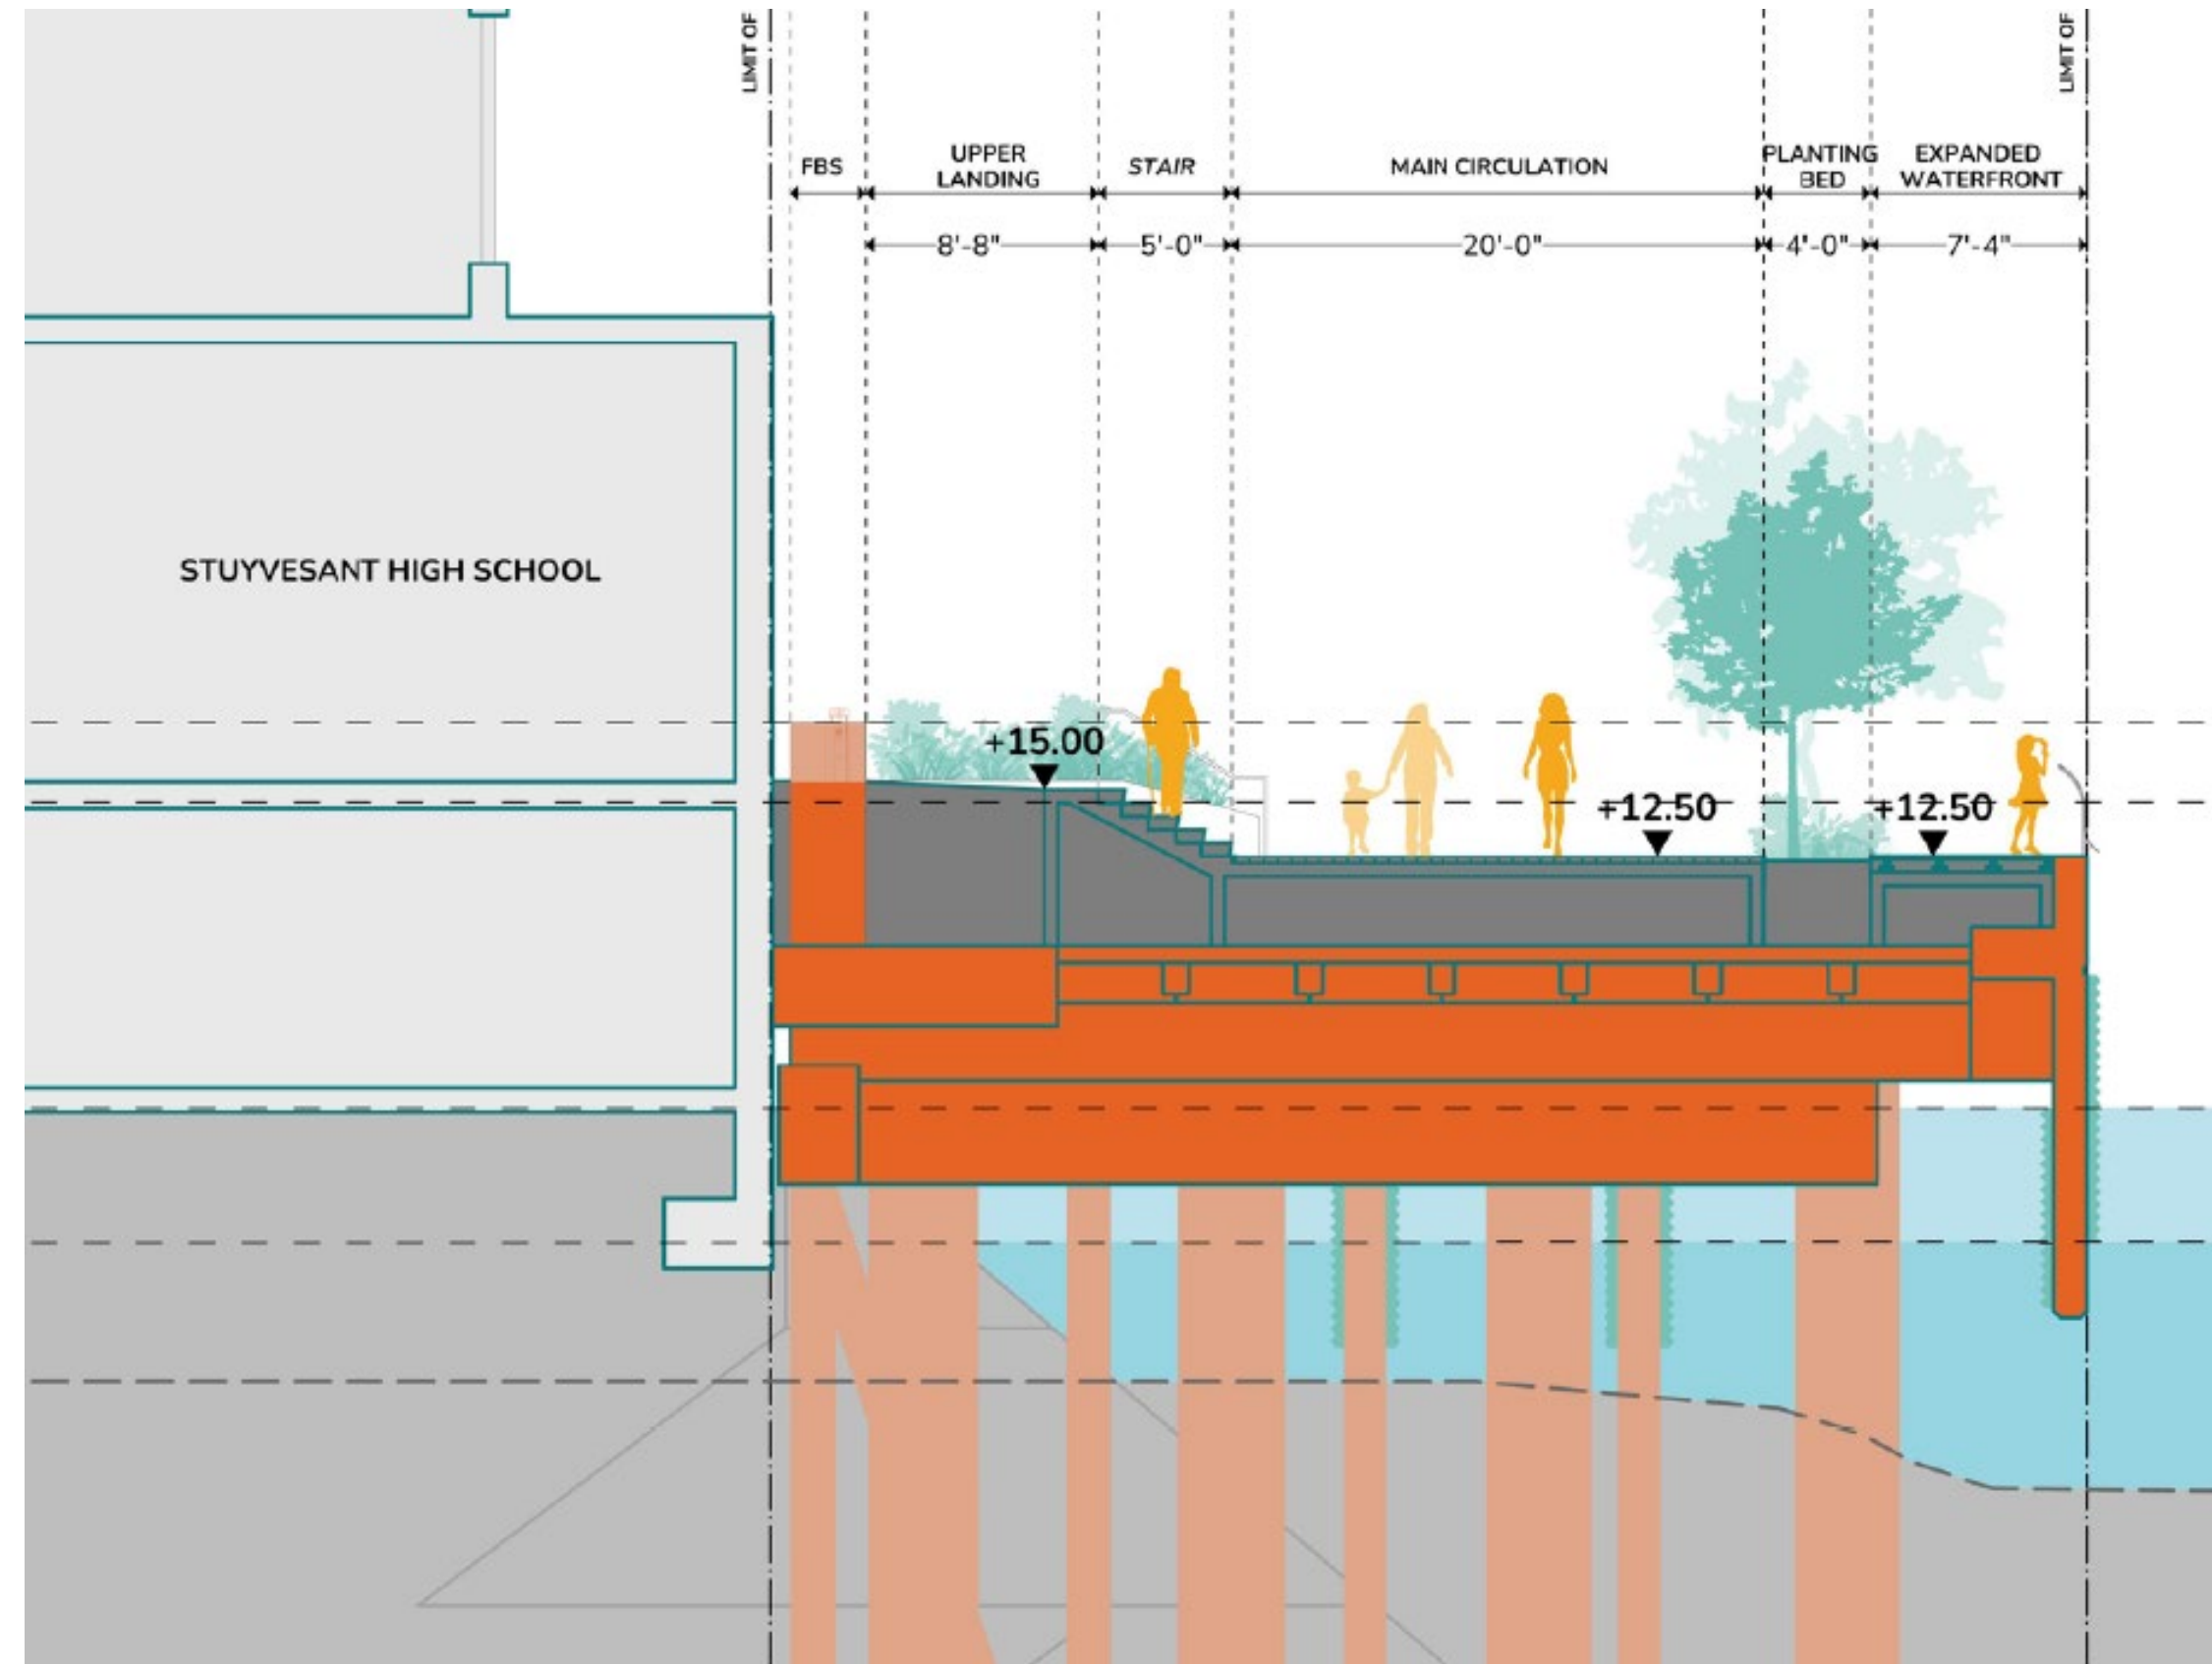 LIMIT OF
LIMIT OF
FBS
UPPER
LANDING
STAIR
MAIN CIRCULATION
PLANTING
BED
EXPANDED
WATERFRONT
8'-8"
5'-0"
20'-0"
4'-0"
7'-4"
STUYVESANT HIGH SCHOOL
+15.00
+12.50
+12.50